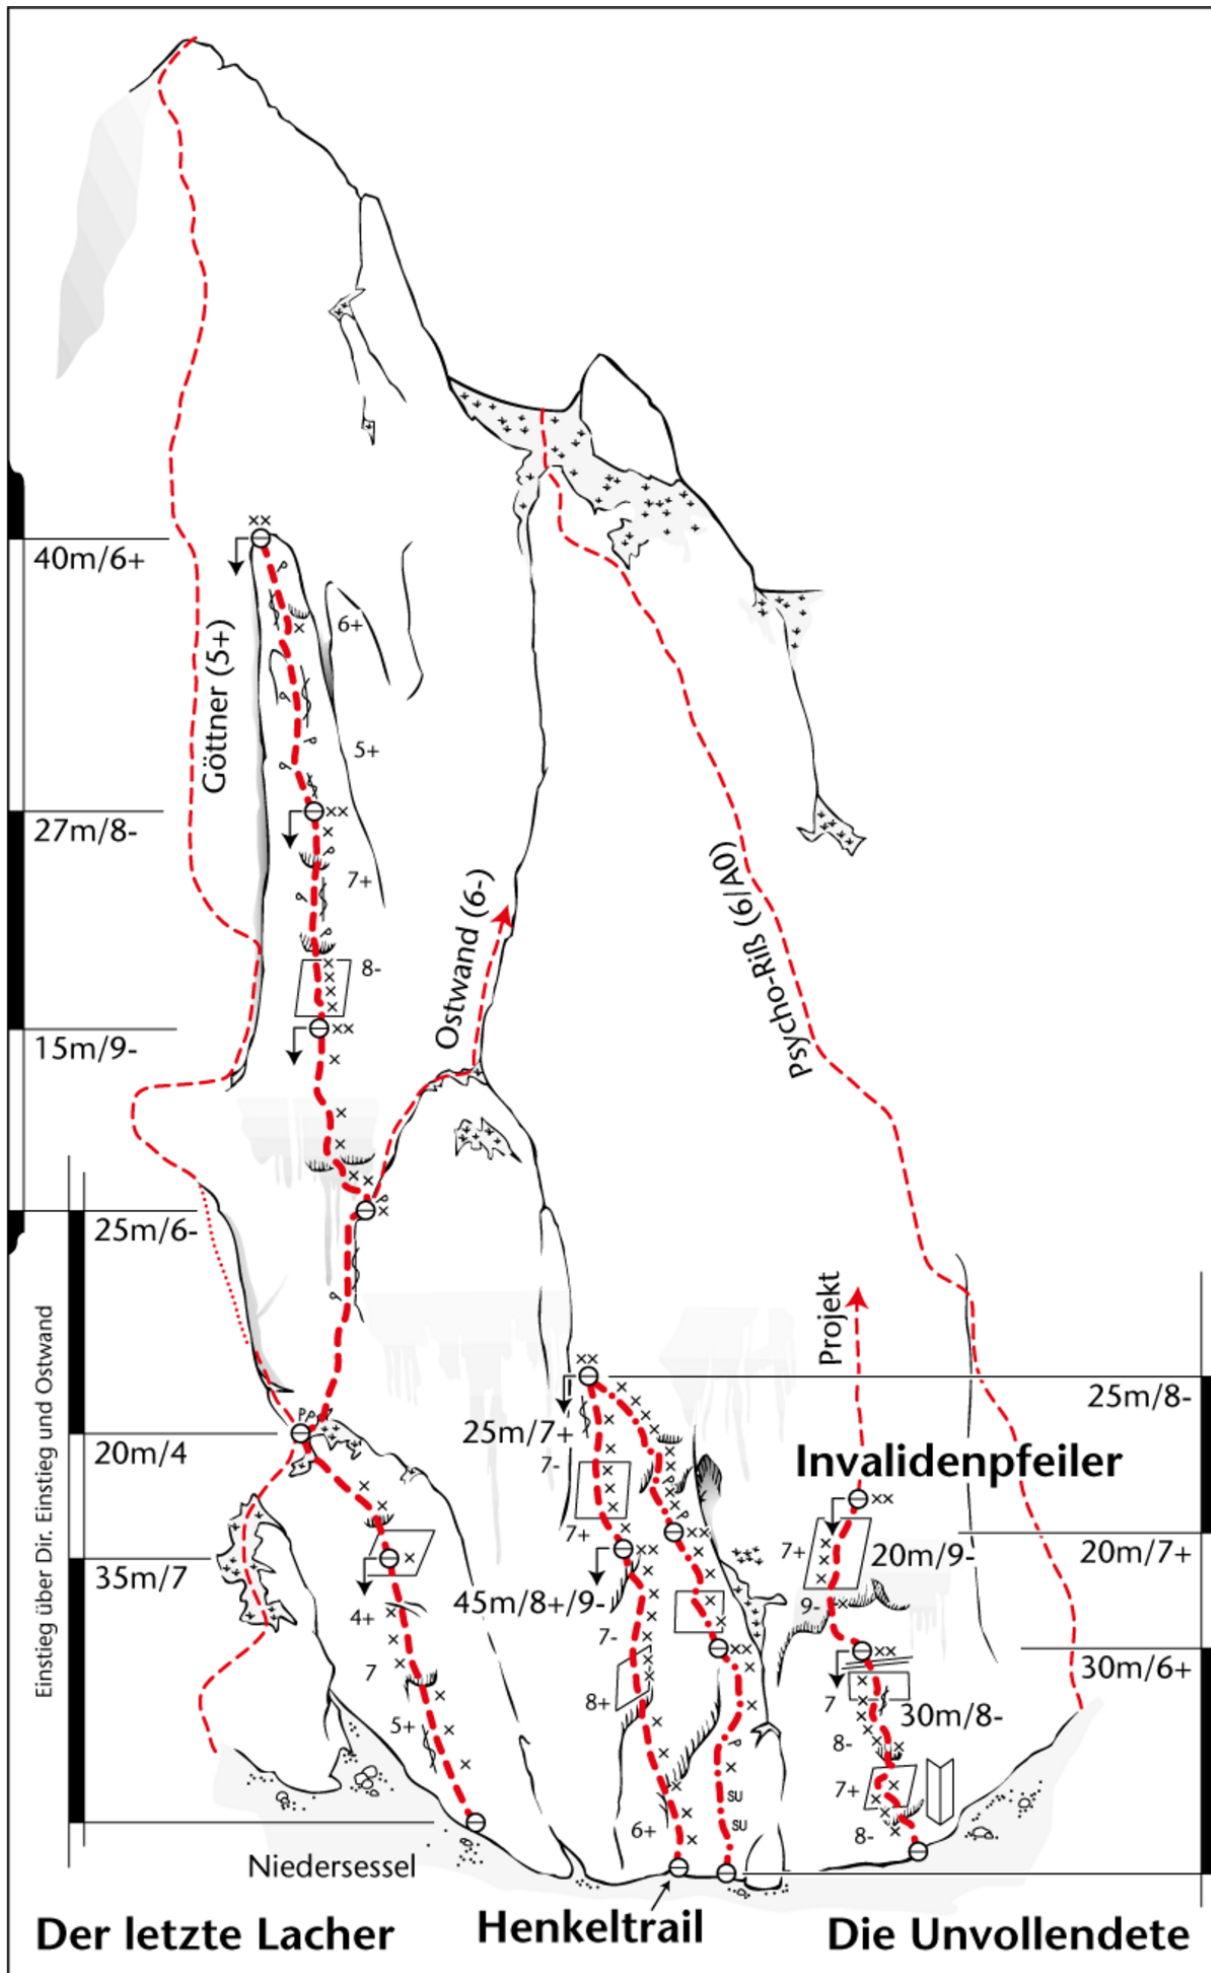 40m/6+
6+
Göttner (5+)
5+
27m/8-
7+
8-
Ostwand (6-)
Psycho-Riß (6/A0)
15m/9-
25m/6-
Einstieg über Dir. Einstieg und Ostwand
Projekt
25m/8-
20m/4
25m/7+
7-
Invalidenpfeiler
7+
7+
20m/9-
20m/7+
35m/7
45m/8+/9-
4+
9-
7-
7
30m/6+
8+
7
30m/8-
5+
8-
7+
SU
SU
6+
8-
Niedersessel
Der letzte Lacher
Henkeltrail
Die Unvollendete